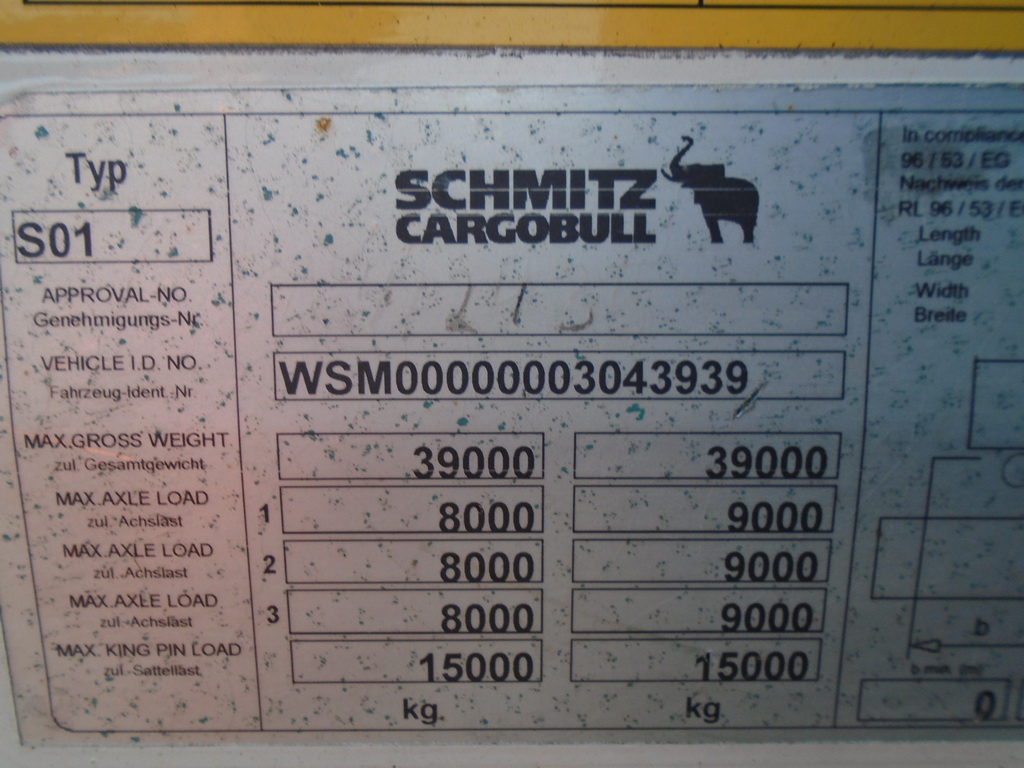 Typ
S01
SCHMITZ
CARGOBULL
APPROVAL-NO.
Genehmigungs-Nr.
VEHICLE I.D. NO.
Fahrzeug-Ident.-Nr.
WSM00000003043939
MAX.GROSS WEIGHT 39000 39000
zul. Gesamtgewicht
MAX.AXLE LOAD 1 8000 9000
zul. Achslast
MAX.AXLE LOAD 2 8000 9000
zul. Achslast
MAX.AXLE LOAD 3 8000 9000
zul. Achslast
MAX. KING PIN LOAD 15000 15000
zul. Sattellast
kg kg
In compliance
96 / 53 / EG
Nachweis der
RL 96 / 53 / E
Length
Länge
Width
Breite
b
b min. (m)
0